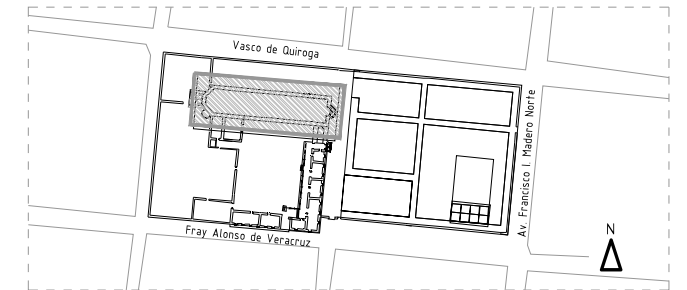 Vasco de Quiroga
Av. Francisco I. Madero Norte
Fray Alonso de Veracruz
N